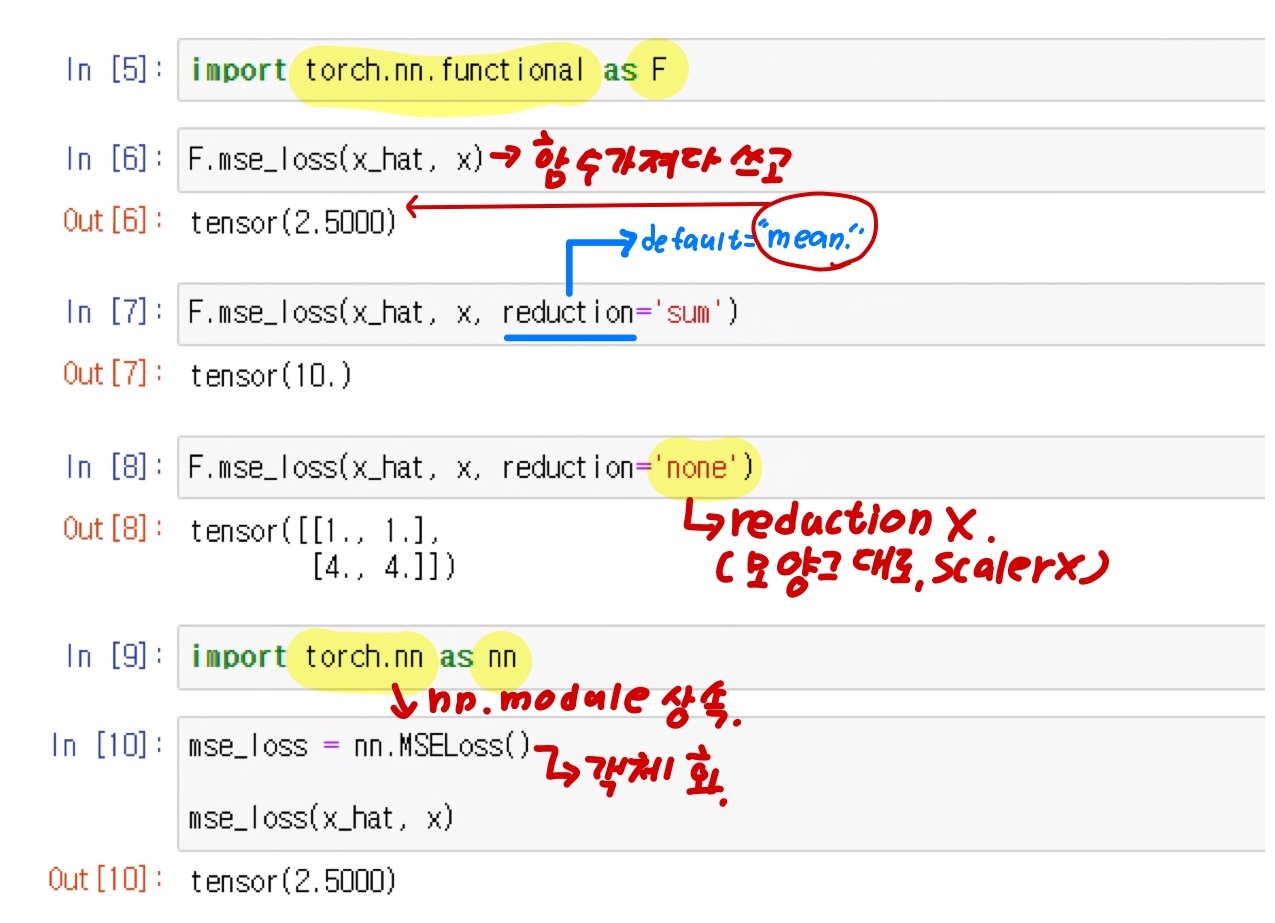 In [5]: import torch.nn.functional as F
In [6]: F.mse_loss(x_hat, x) → 함수가져다 쓰고
Out[6]: tensor(2.5000)
default="mean."
In [7]: F.mse_loss(x_hat, x, reduction='sum')
Out[7]: tensor(10.)
In [8]: F.mse_loss(x_hat, x, reduction='none')
↳reduction X.
Out[8]: tensor([[1., 1.],
[4., 4.]])
(모양그대로, Scaler X)
In [9]: import torch.nn as nn
↓ nn.module 상속.
In [10]: mse_loss = nn.MSELoss()
↳객체화.
mse_loss(x_hat, x)
Out[10]: tensor(2.5000)